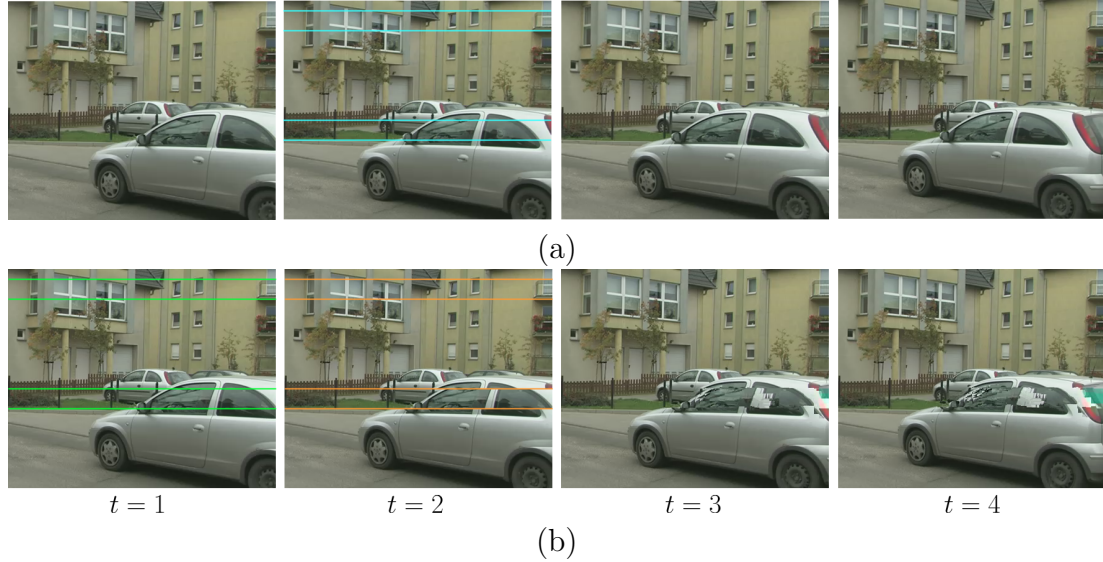 (a)
t = 1 t = 2 t = 3 t = 4
(b)